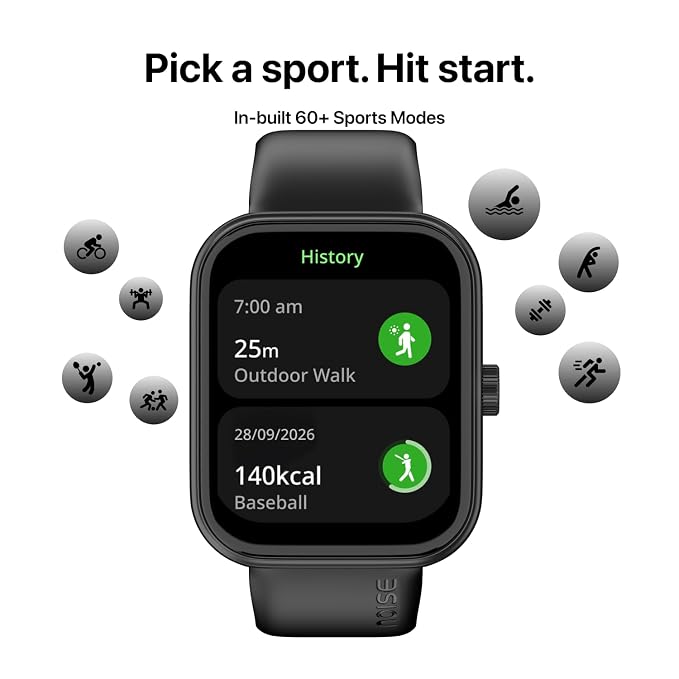 Pick a sport. Hit start.
In-built 60+ Sports Modes
History
7:00 am
25m
Outdoor Walk
28/09/2026
140kcal
Baseball
NOISE